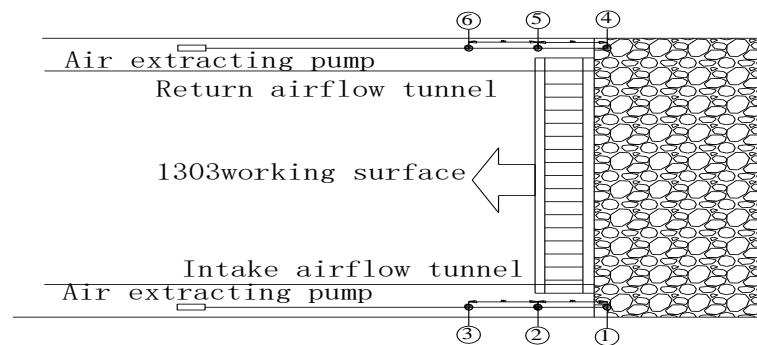 ⑥ ⑤ ④
Air extracting pump
Return airflow tunnel
1303working surface
Intake airflow tunnel
Air extracting pump
③ ② ①